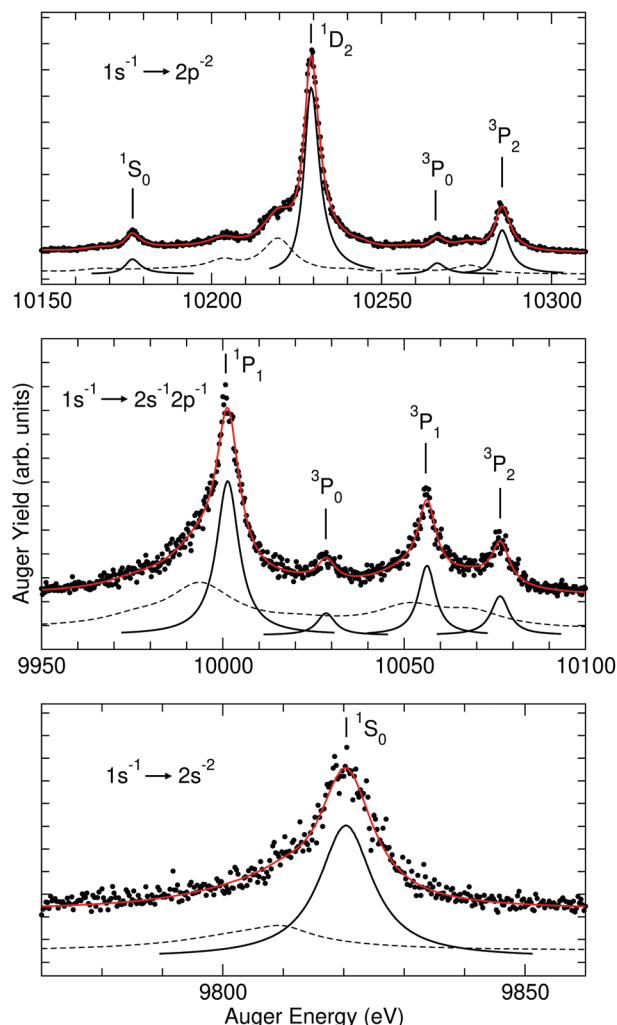 1s⁻¹ → 2p⁻²
¹S₀
¹D₂
³P₀
³P₂
10150 10200 10250 10300
1s⁻¹ → 2s⁻¹2p⁻¹
¹P₁
³P₀
³P₁
³P₂
9950 10000 10050 10100
Auger Yield (arb. units)
1s⁻¹ → 2s⁻²
¹S₀
9800 9850
Auger Energy (eV)